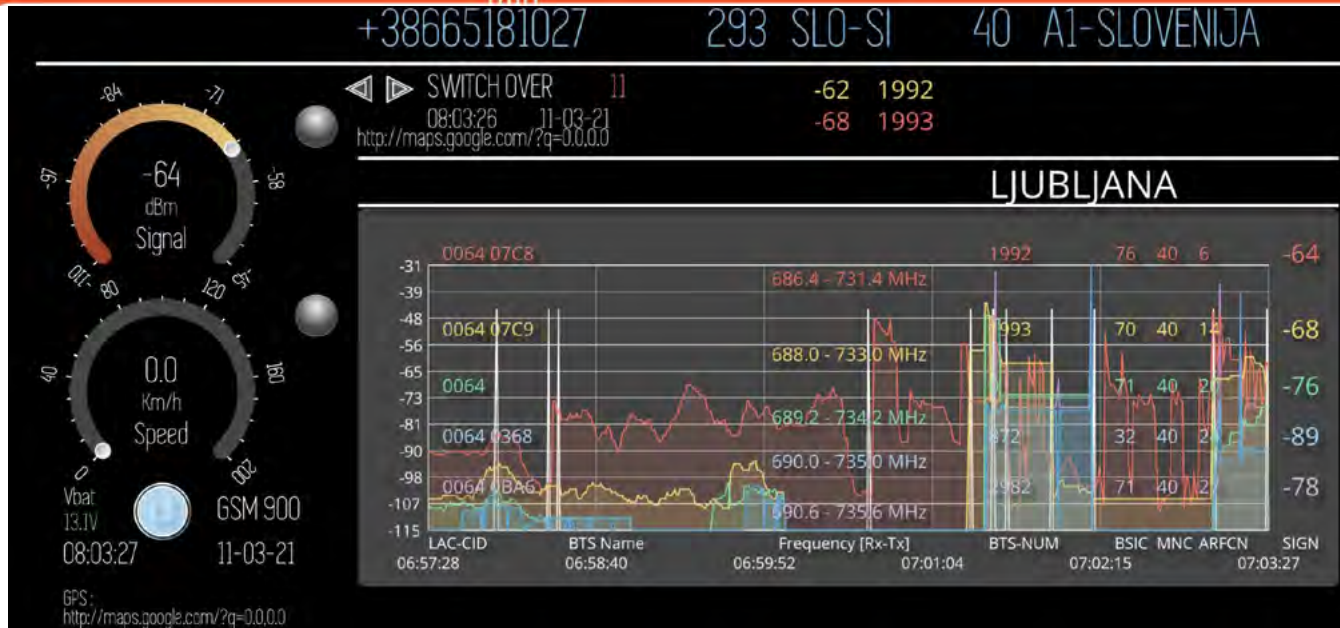 +38665181027 293 SLO-SI 40 A1-SLOVENIJA
SWITCH OVER 11
08:03:26 11-03-21
http://maps.google.com/?q=0.0,0.0
-62 1992
-68 1993
LJUBLJANA
-110 -97 -84 -71 -58 -45
-64
dBm
Signal
0 40 80 120 160 200
0.0
Km/h
Speed
Vbat
13.1V
GSM 900
08:03:27 11-03-21
GPS:
http://maps.google.com/?q=0.0,0.0
-31
-39
-48
-56
-65
-73
-81
-90
-98
-107
-115
0064 07C8 1992 76 40 6 -64
686.4 - 731.4 MHz
0064 07C9 1993 70 40 14 -68
688.0 - 733.0 MHz
0064 71 40 -76
689.2 - 734.2 MHz
0064 0368 32 40 -89
690.0 - 735.0 MHz
0064 0BA6 2982 71 40 -78
690.6 - 735.6 MHz
LAC-CID BTS Name Frequency [Rx-Tx] BTS-NUM BSIC MNC ARFCN SIGN
06:57:28 06:58:40 06:59:52 07:01:04 07:02:15 07:03:27